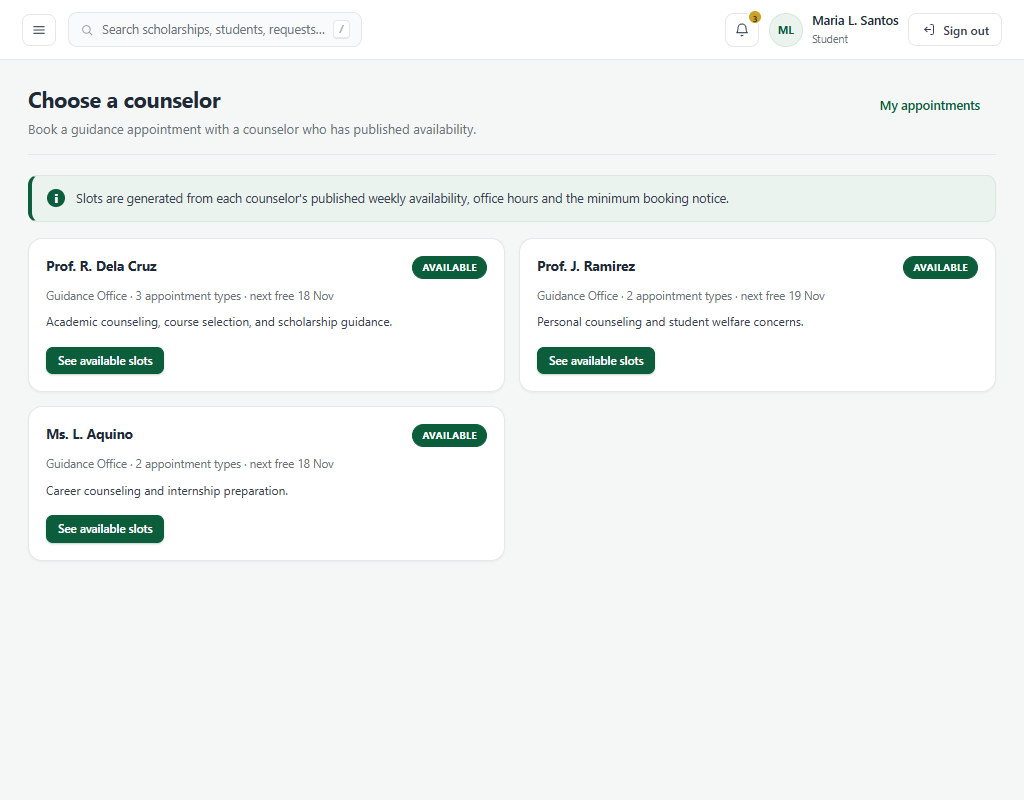 Search scholarships, students, requests... /
3
ML
Maria L. Santos
Student
Sign out
Choose a counselor
My appointments
Book a guidance appointment with a counselor who has published availability.
Slots are generated from each counselor's published weekly availability, office hours and the minimum booking notice.
Prof. R. Dela Cruz
AVAILABLE
Guidance Office · 3 appointment types · next free 18 Nov
Academic counseling, course selection, and scholarship guidance.
See available slots
Prof. J. Ramirez
AVAILABLE
Guidance Office · 2 appointment types · next free 19 Nov
Personal counseling and student welfare concerns.
See available slots
Ms. L. Aquino
AVAILABLE
Guidance Office · 2 appointment types · next free 18 Nov
Career counseling and internship preparation.
See available slots